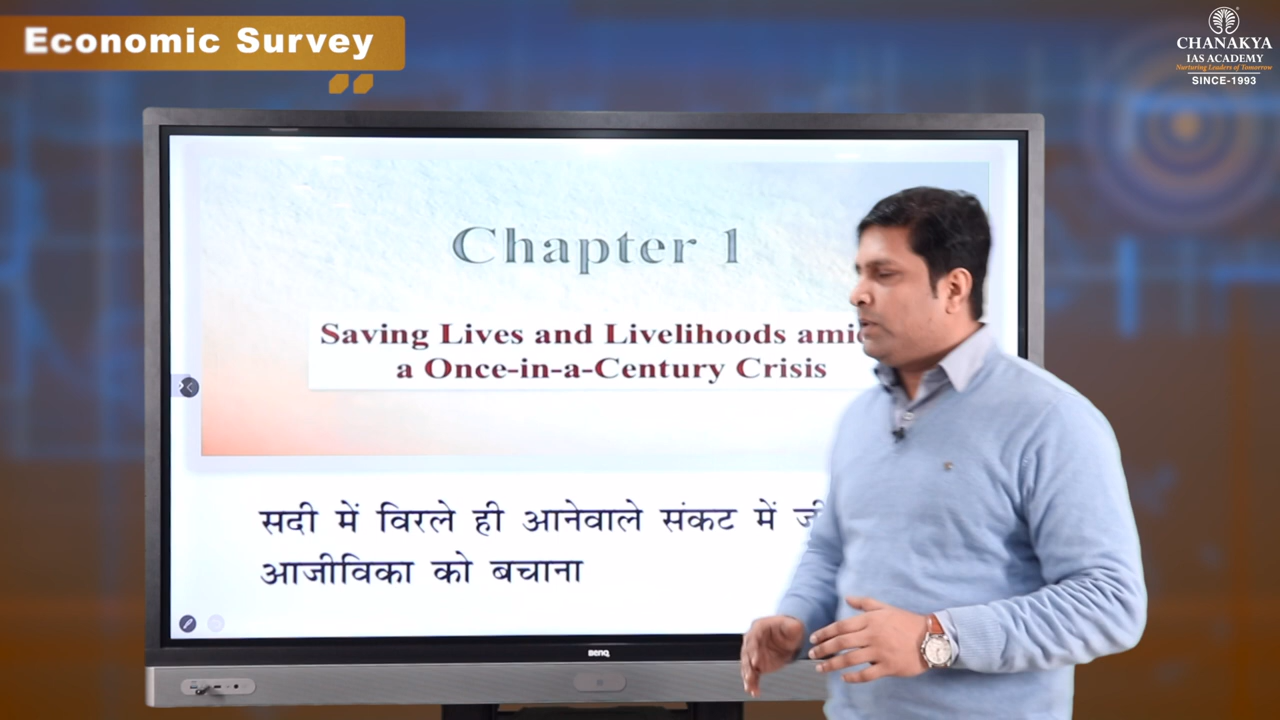 Economic Survey
CHANAKYA
IAS ACADEMY
Nurturing Leaders of Tomorrow
SINCE-1993
Chapter 1
Saving Lives and Livelihoods
a Once-in-a-Century Crisis
सदी में विरले ही आनेवाले संकट में
आजीविका को बचाना
BenQ